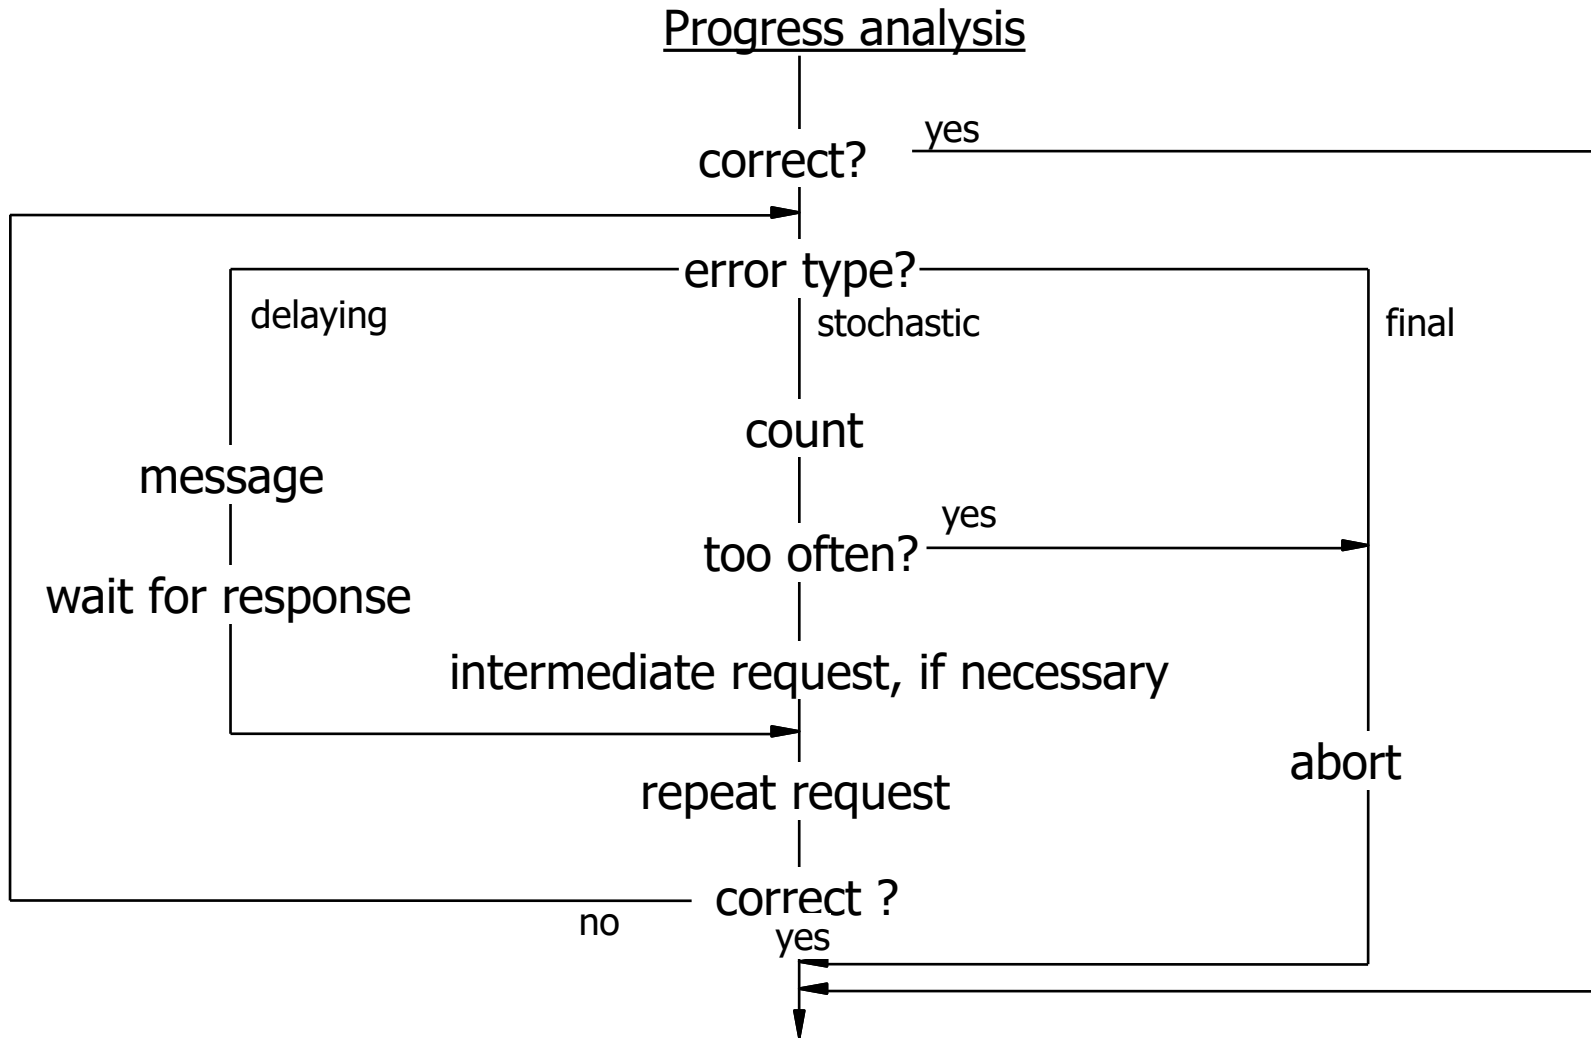 Progress analysis
yes
correct?
error type?
delaying
stochastic
final
count
message
yes
too often?
wait for response
intermediate request, if necessary
abort
repeat request
correct ?
no
yes